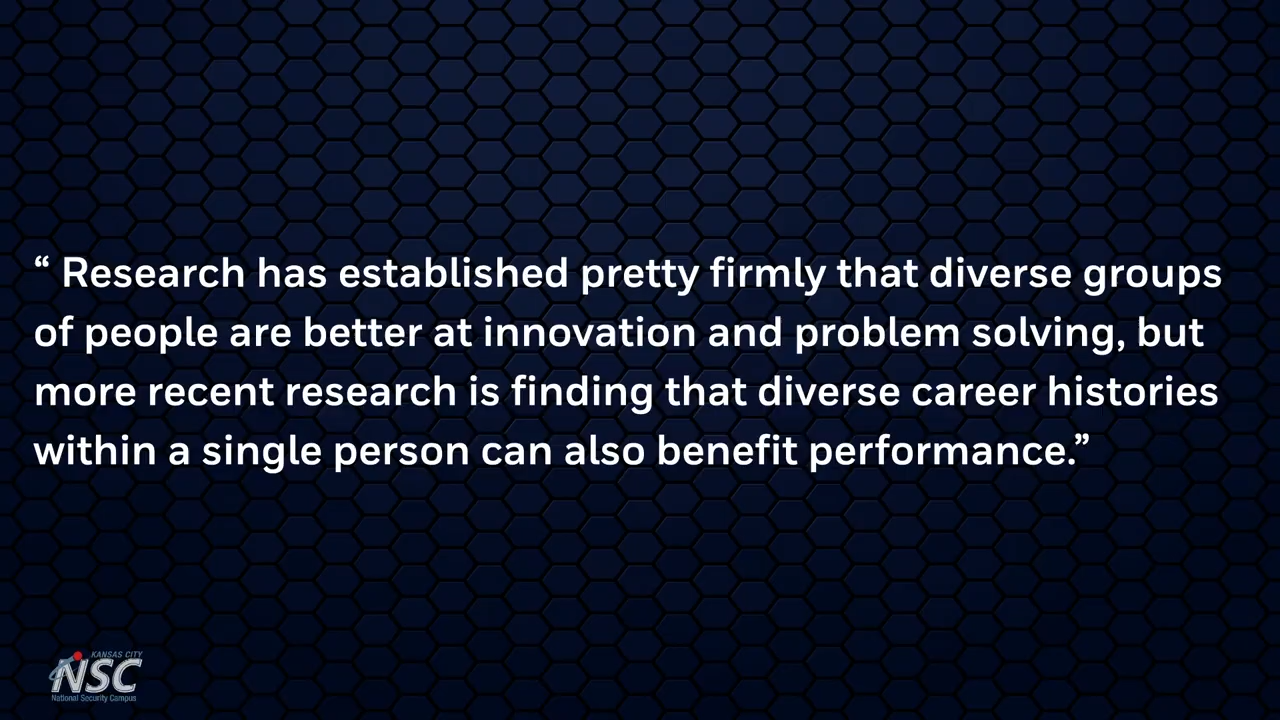 “ Research has established pretty firmly that diverse groups
of people are better at innovation and problem solving, but
more recent research is finding that diverse career histories
within a single person can also benefit performance.”
KANSAS CITY
NSC
National Security Campus